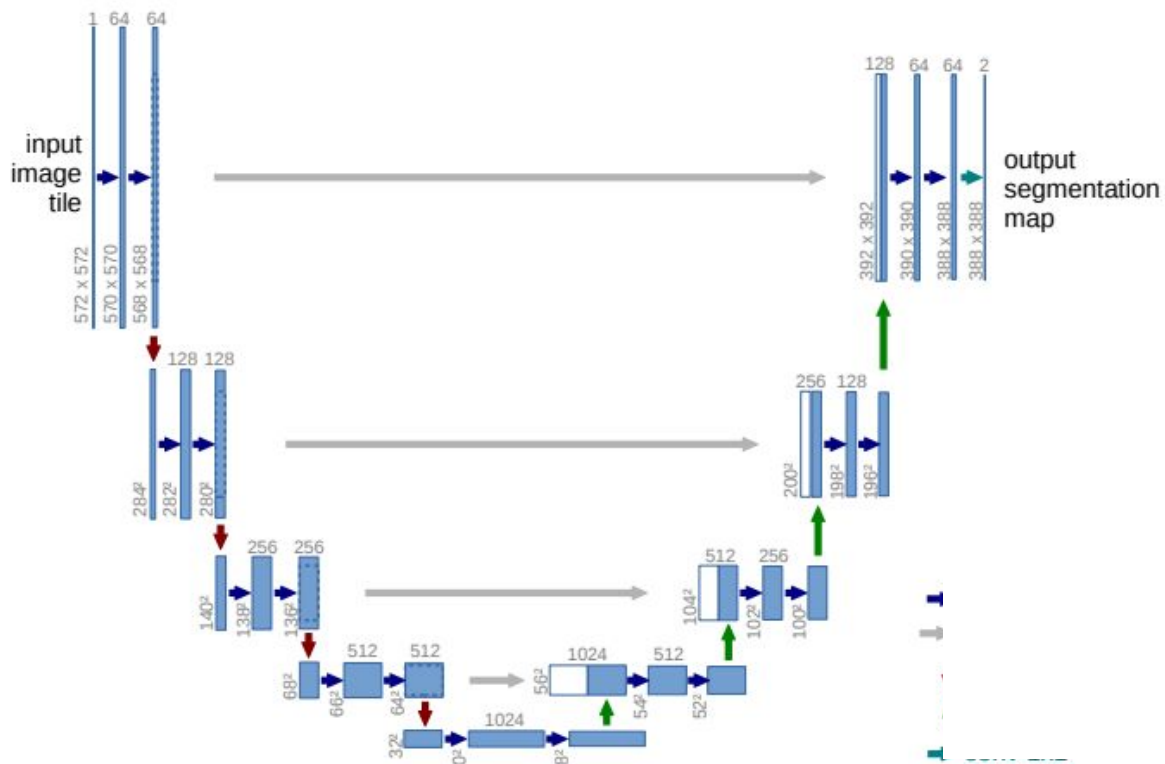 1 64 64
128 64 64 2
input
image
tile
output
segmentation
map
572 x 572
570 x 570
568 x 568
392 x 392
390 x 390
388 x 388
388 x 388
128 128
256 128
284²
282²
280²
200²
198²
196²
256 256
512 256
140²
138²
136²
104²
102²
100²
512 512
1024 512
68²
66²
64²
56²
54²
52²
1024
32²